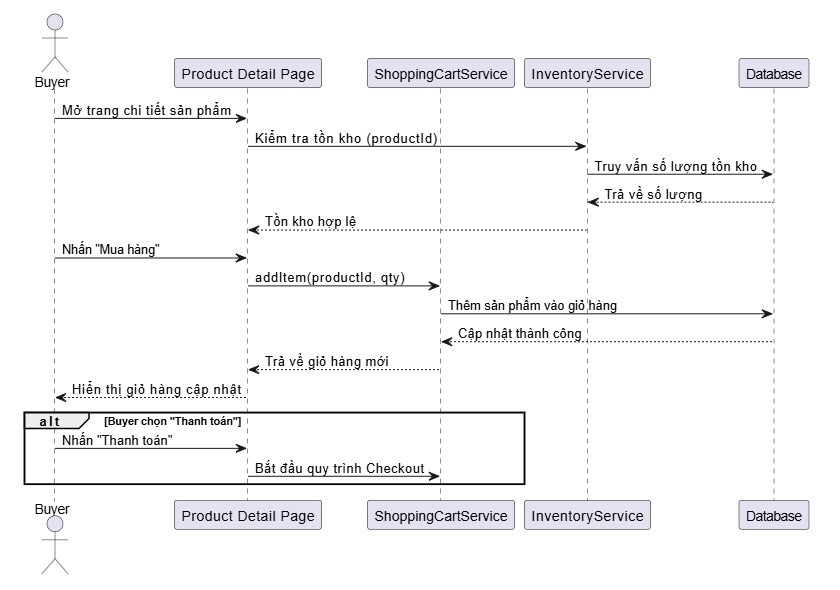 Buyer
Product Detail Page
ShoppingCartService
InventoryService
Database
Mở trang chi tiết sản phẩm
Kiểm tra tồn kho (productId)
Truy vấn số lượng tồn kho
Trả về số lượng
Tồn kho hợp lệ
Nhấn "Mua hàng"
addItem(productId, qty)
Thêm sản phẩm vào giỏ hàng
Cập nhật thành công
Trả về giỏ hàng mới
Hiển thị giỏ hàng cập nhật
alt [Buyer chọn "Thanh toán"]
Nhấn "Thanh toán"
Bắt đầu quy trình Checkout
Buyer
Product Detail Page
ShoppingCartService
InventoryService
Database